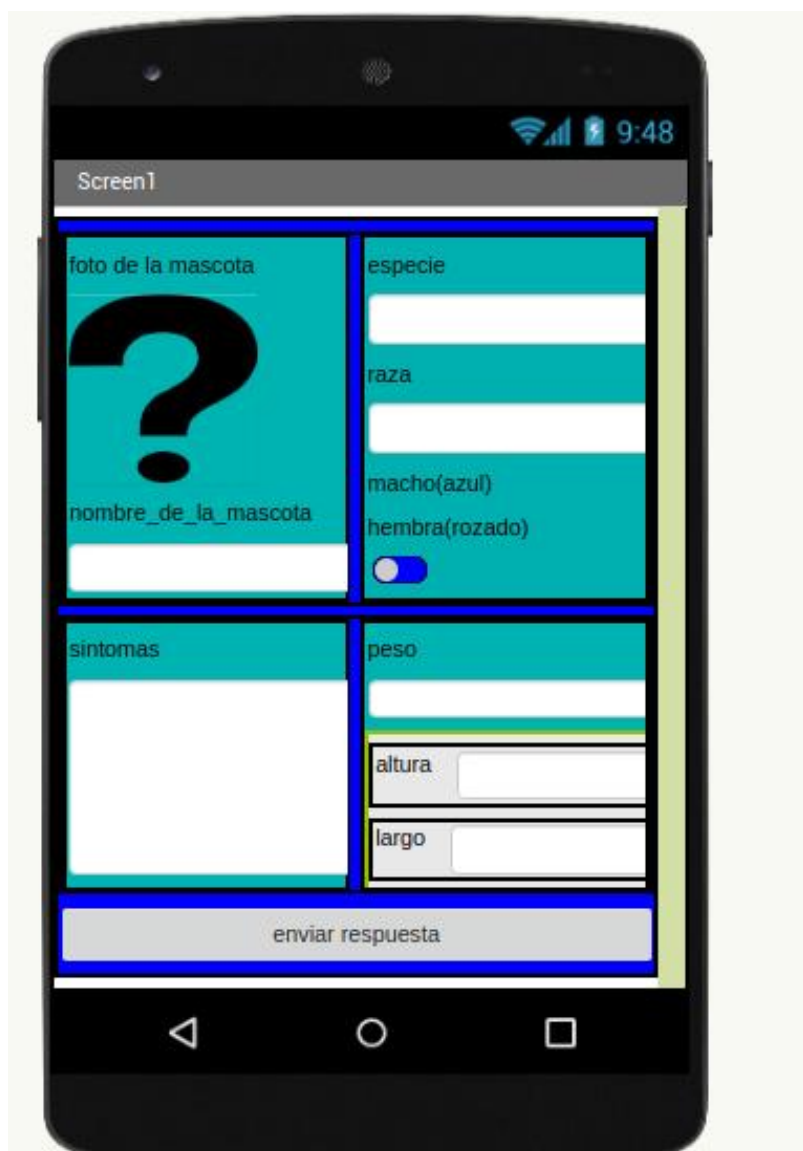 9:48
Screen1
foto de la mascota
nombre_de_la_mascota
especie
raza
macho(azul)
hembra(rozado)
sintomas
peso
altura
largo
enviar respuesta